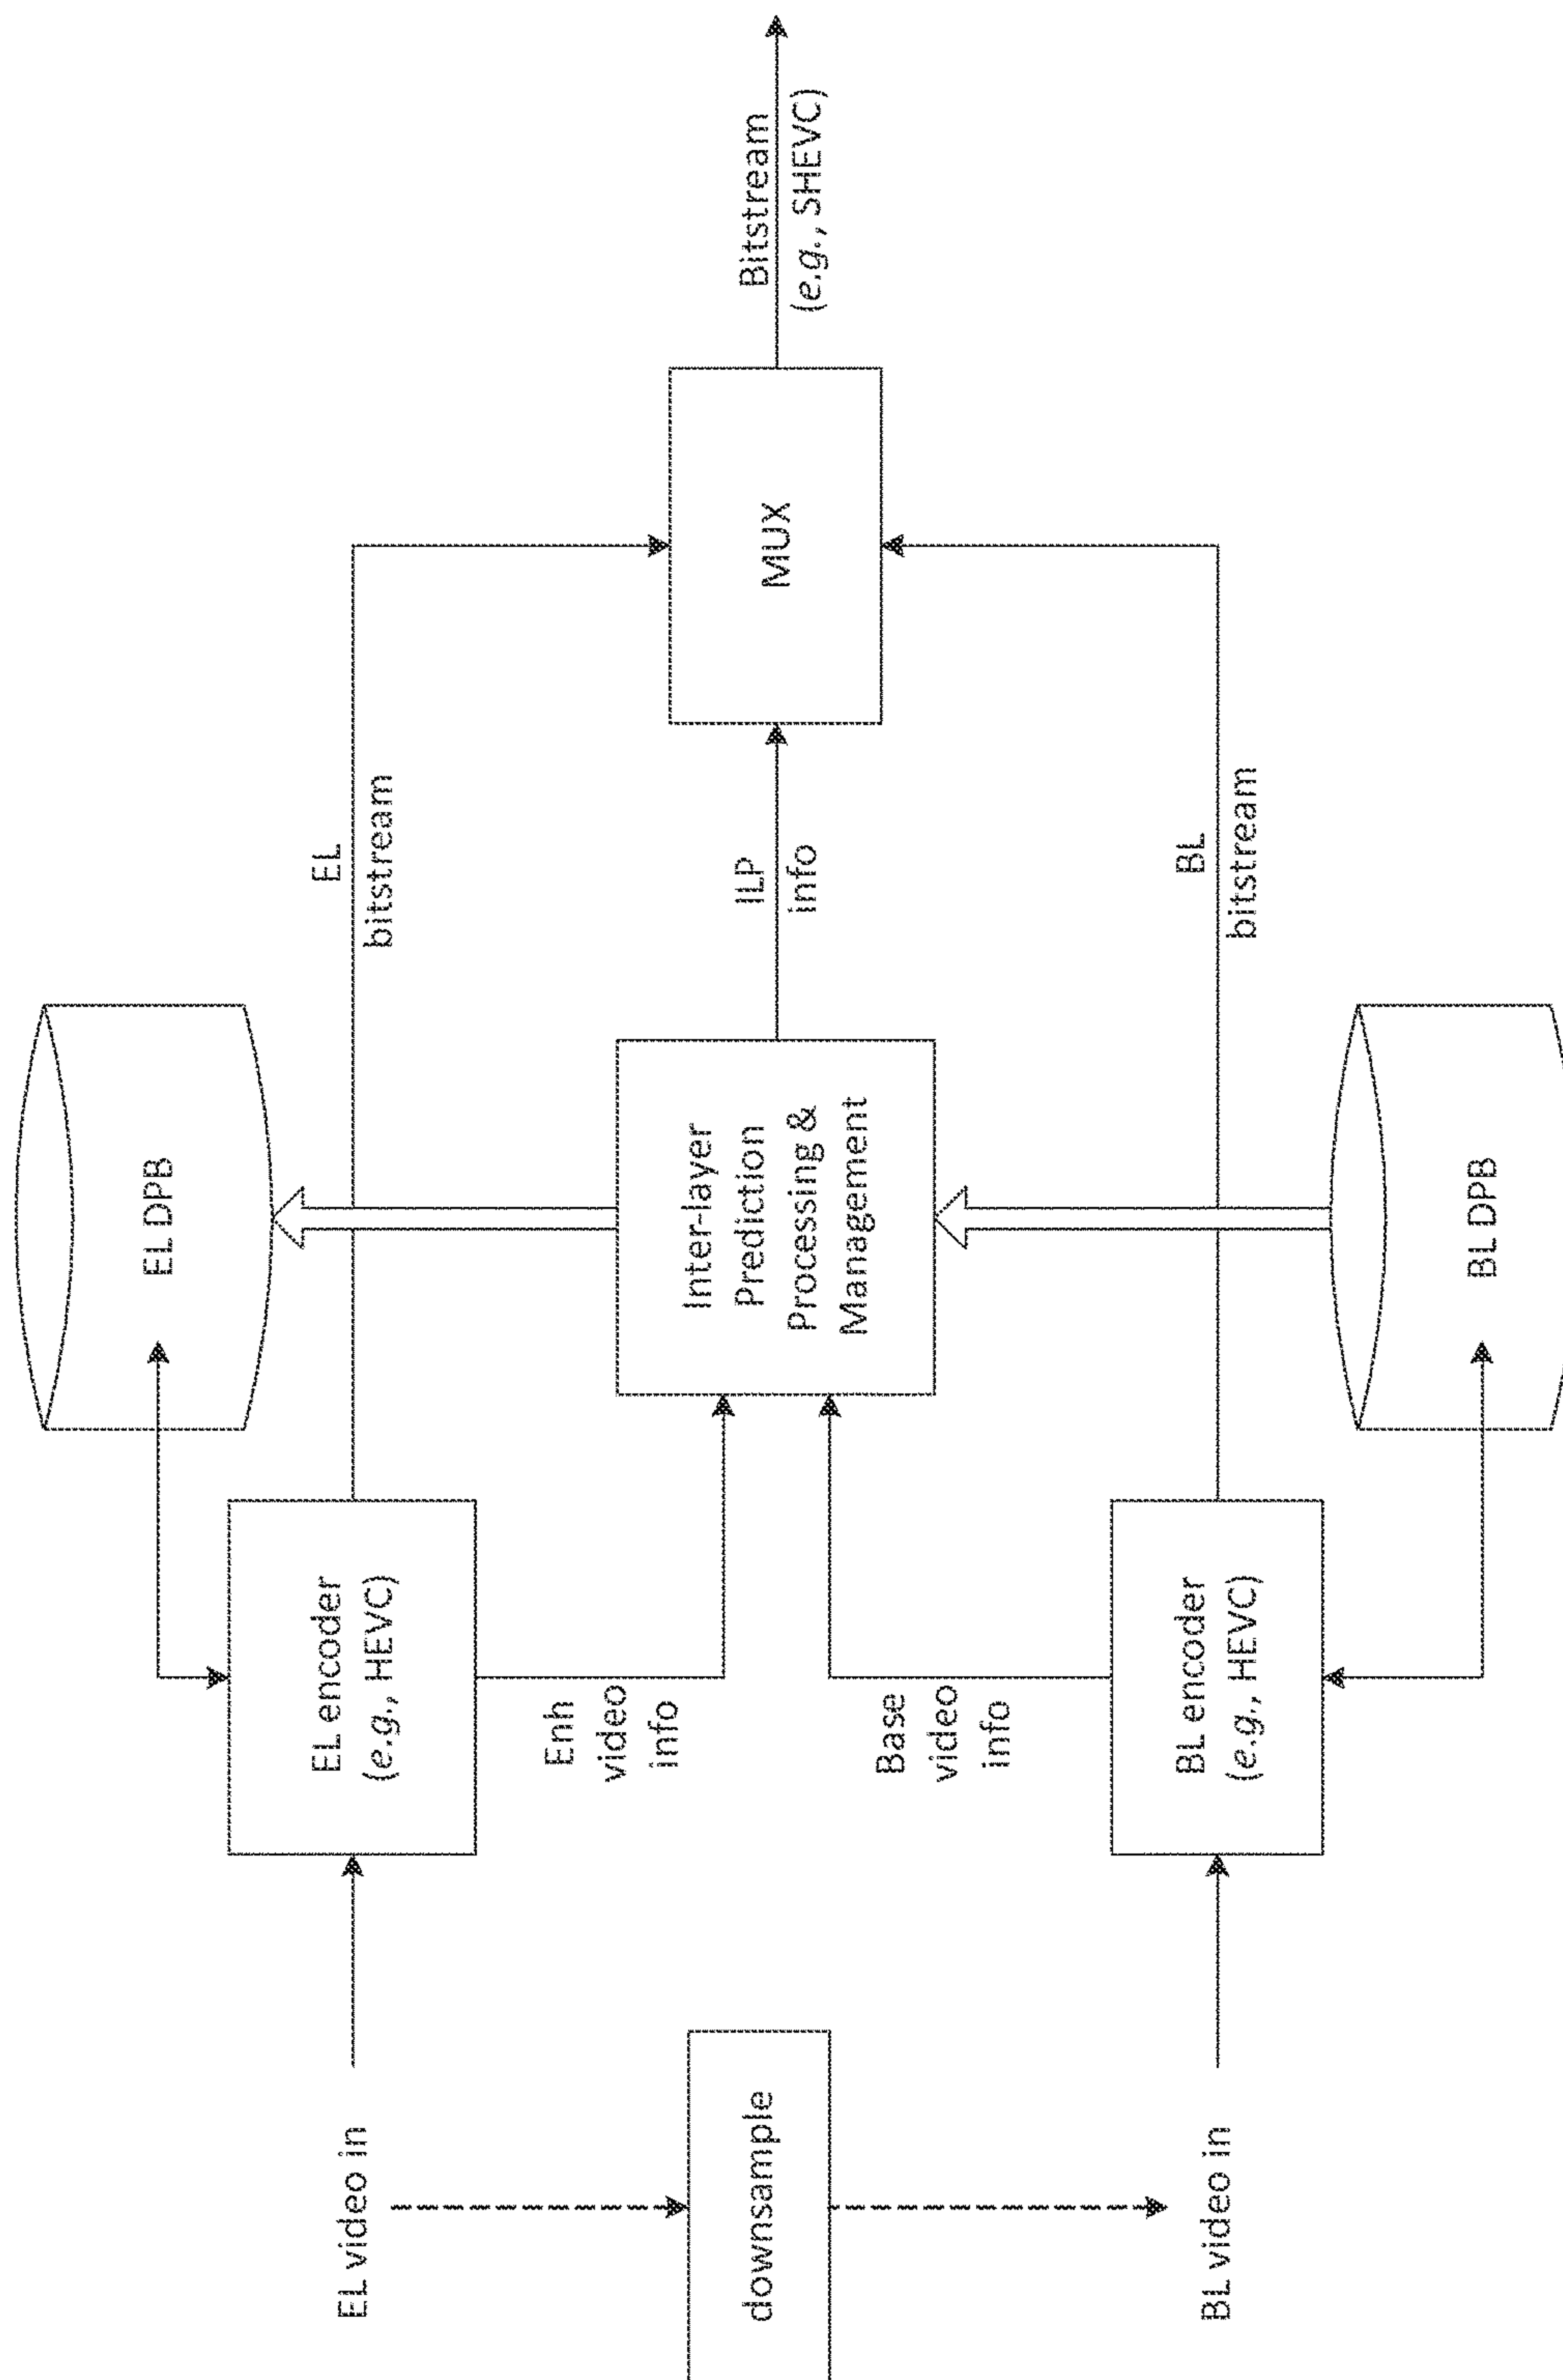 EL video in
downsample
BL video in
EL encoder
(e.g., HEVC)
Enh
video
info
Base
video
info
BL encoder
(e.g., HEVC)
EL DPB
Inter-layer
Prediction
Processing &
Management
BL DPB
EL
bitstream
ILP
info
BL
bitstream
MUX
Bitstream
(e.g., SHEVC)